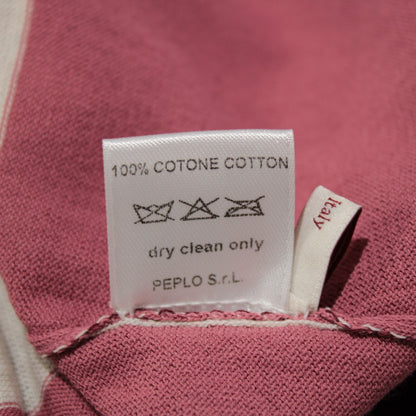 100% COTONE COTTON
dry clean only
PEPLO S.r.L.
Italy